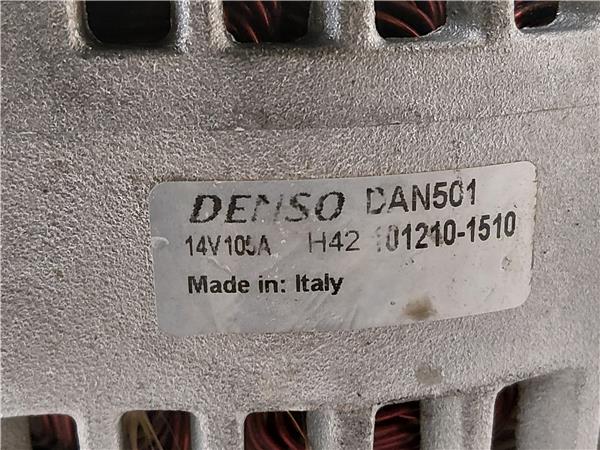 DENSO DAN501
14V105A H42 101210-1510
Made in: Italy